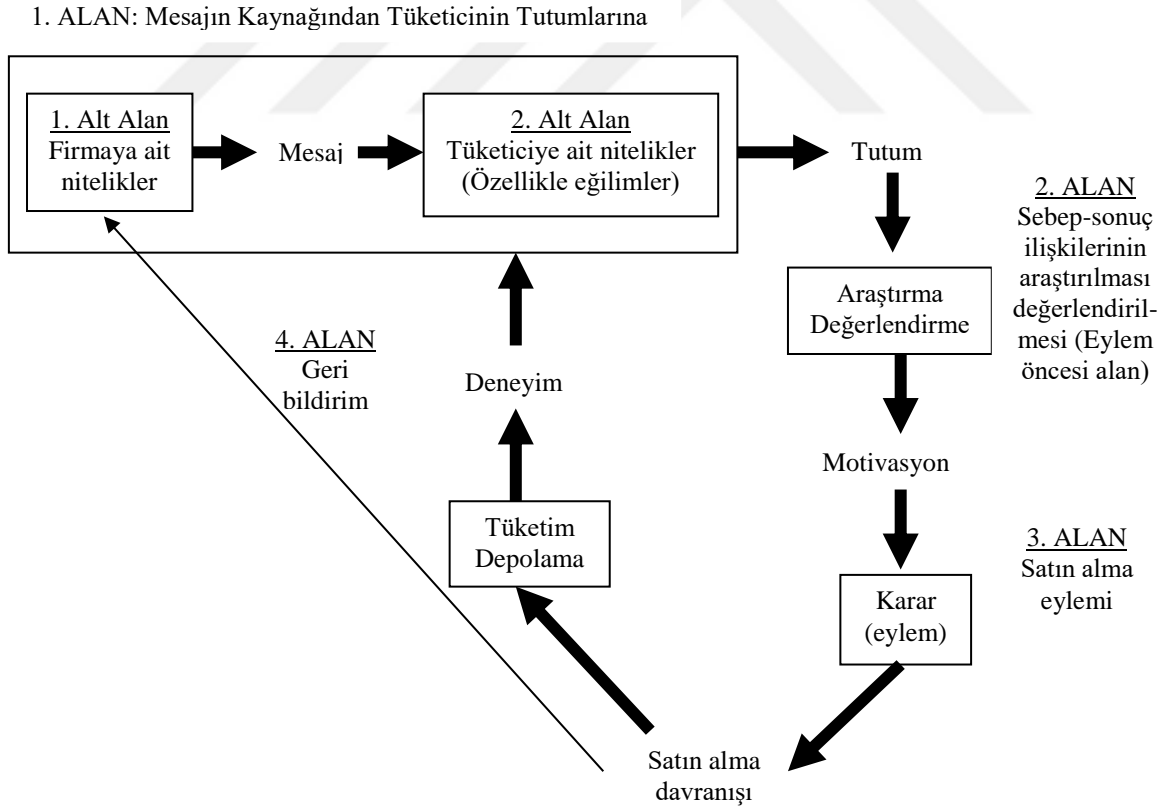 1. ALAN: Mesajın Kaynağından Tüketicinin Tutumlarına
1. Alt Alan
Firmaya ait
nitelikler
Mesaj
2. Alt Alan
Tüketiciye ait nitelikler
(Özellikle eğilimler)
Tutum
2. ALAN
Sebep-sonuç
ilişkilerinin
araştırılması
değerlendiril-
mesi (Eylem
öncesi alan)
Araştırma
Değerlendirme
Motivasyon
3. ALAN
Satın alma
eylemi
Karar
(eylem)
Satın alma
davranışı
Tüketim
Depolama
Deneyim
4. ALAN
Geri
bildirim